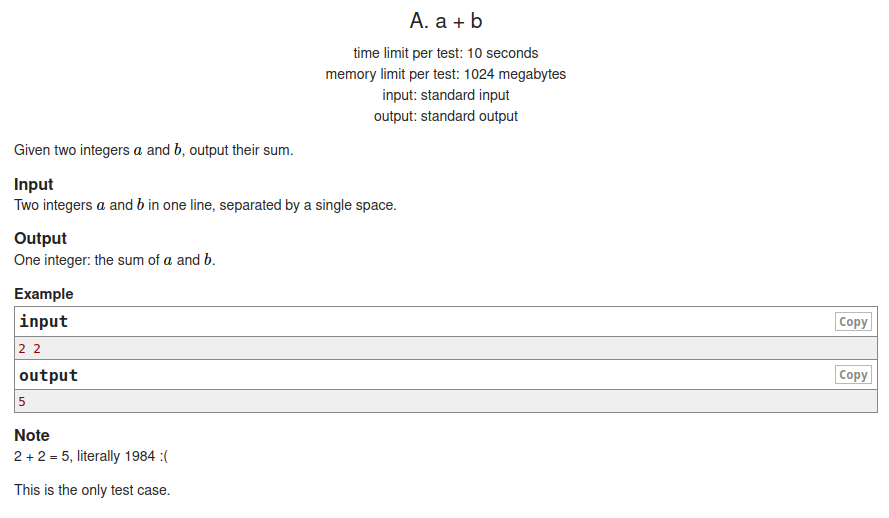 A. a + b
time limit per test: 10 seconds
memory limit per test: 1024 megabytes
input: standard input
output: standard output
Given two integers a and b, output their sum.
Input
Two integers a and b in one line, separated by a single space.
Output
One integer: the sum of a and b.
Example
input Copy
2 2
output Copy
5
Note
2 + 2 = 5, literally 1984 :(
This is the only test case.